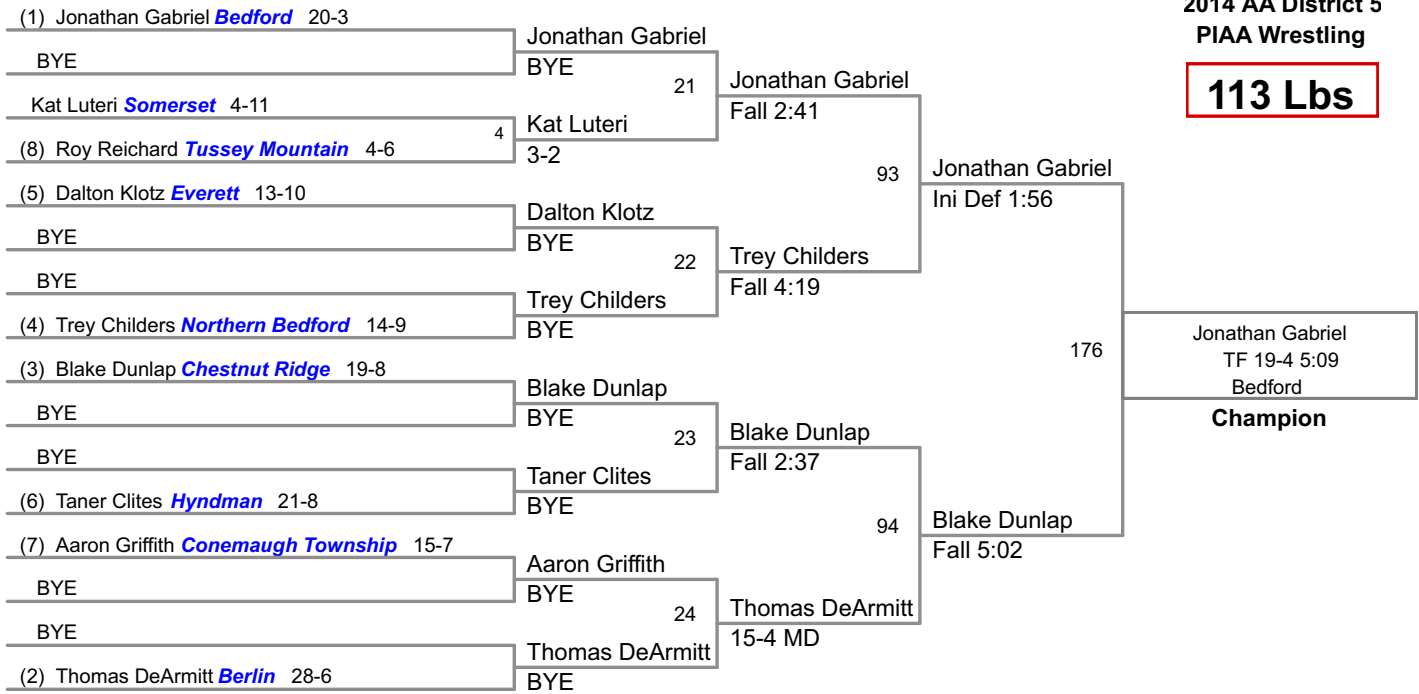 2014 AA District 5
PIAA Wrestling
113 Lbs
(1) Jonathan Gabriel Bedford 20-3
BYE
Kat Luteri Somerset 4-11
(8) Roy Reichard Tussey Mountain 4-6
(5) Dalton Klotz Everett 13-10
BYE
BYE
(4) Trey Childers Northern Bedford 14-9
(3) Blake Dunlap Chestnut Ridge 19-8
BYE
BYE
(6) Taner Clites Hyndman 21-8
(7) Aaron Griffith Conemaugh Township 15-7
BYE
BYE
(2) Thomas DeArmitt Berlin 28-6
Jonathan Gabriel
BYE
4
Kat Luteri
3-2
Dalton Klotz
BYE
Trey Childers
BYE
Blake Dunlap
BYE
Taner Clites
BYE
Aaron Griffith
BYE
Thomas DeArmitt
BYE
21
Jonathan Gabriel
Fall 2:41
22
Trey Childers
Fall 4:19
23
Blake Dunlap
Fall 2:37
24
Thomas DeArmitt
15-4 MD
93
Jonathan Gabriel
Ini Def 1:56
94
Blake Dunlap
Fall 5:02
176
Jonathan Gabriel
TF 19-4 5:09
Bedford
Champion